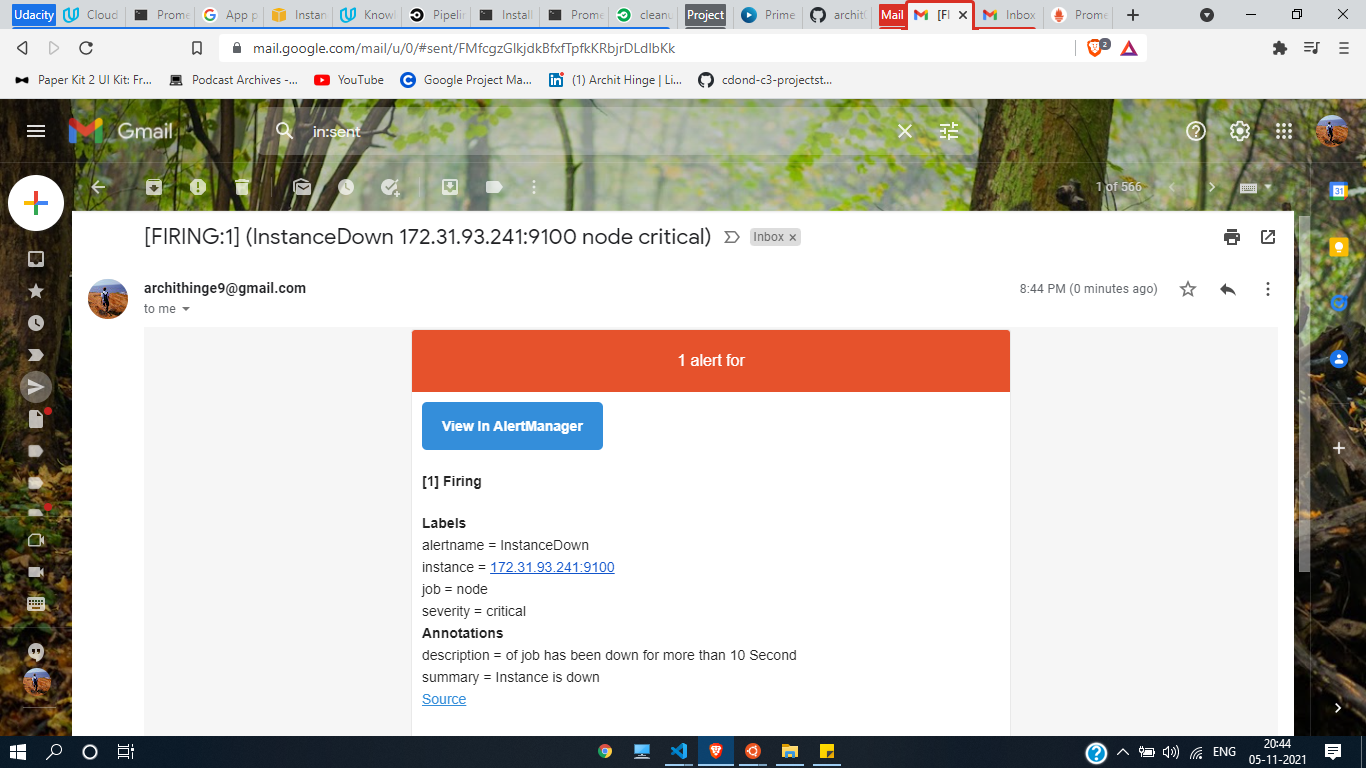 Udacity
Cloud
Prome
App p
Instan
Knowl
Pipelin
Install
Prome
cleanu
Project
Prime
archit
Mail
[FI
Inbox
Prome
mail.google.com/mail/u/0/#sent/FMfcgzGlkjdkBfxfTpfkKRbjrDLdlbKk
2
Paper Kit 2 UI Kit: Fr...
Podcast Archives -...
YouTube
Google Project Ma...
(1) Archit Hinge | Li...
cdond-c3-projectst...
Gmail
in:sent
1 of 566
31
[FIRING:1] (InstanceDown 172.31.93.241:9100 node critical)
Inbox
archithinge9@gmail.com
8:44 PM (0 minutes ago)
to me
1 alert for
View in AlertManager
[1] Firing
Labels
alertname = InstanceDown
instance = 172.31.93.241:9100
job = node
severity = critical
Annotations
description = of job has been down for more than 10 Second
summary = Instance is down
Source
ENG
20:44
05-11-2021